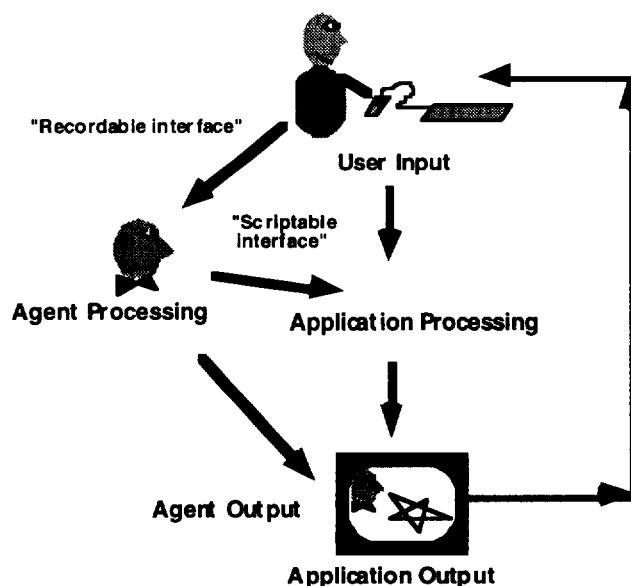 "Recordable interface"
User Input
"Scriptable
interface"
Agent Processing
Application Processing
Agent Output
Application Output